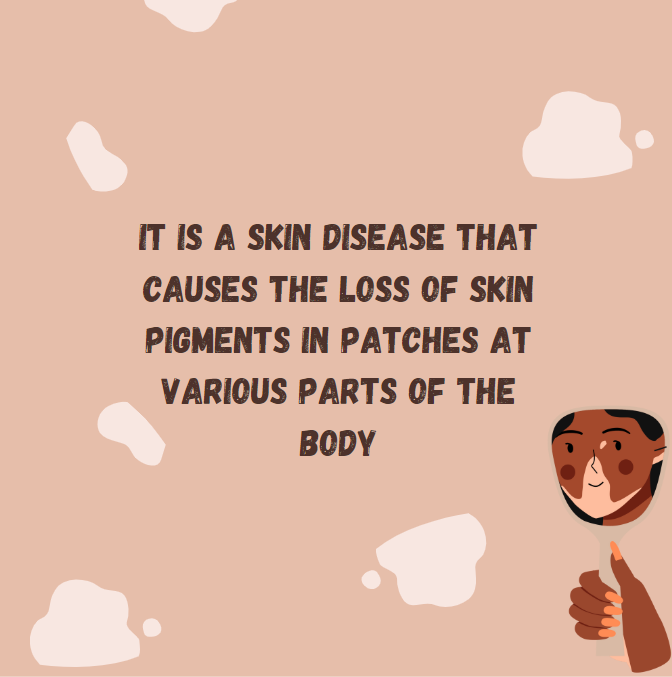 IT IS A SKIN DISEASE THAT
CAUSES THE LOSS OF SKIN
PIGMENTS IN PATCHES AT
VARIOUS PARTS OF THE
BODY